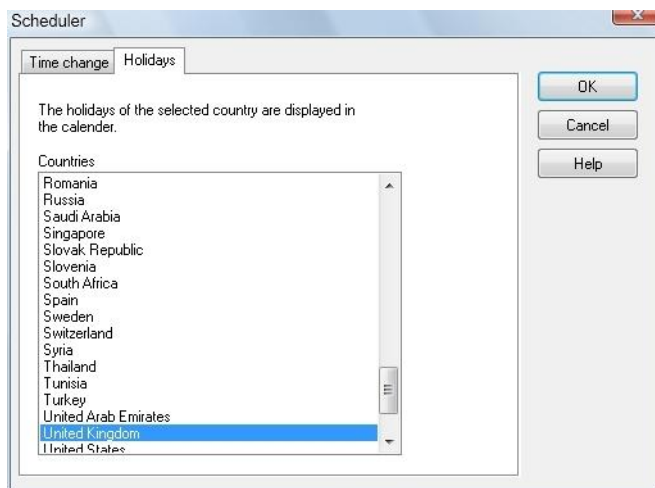 Scheduler
Time change
Holidays
The holidays of the selected country are displayed in
the calender.
Countries
Romania
Russia
Saudi Arabia
Singapore
Slovak Republic
Slovenia
South Africa
Spain
Sweden
Switzerland
Syria
Thailand
Tunisia
Turkey
United Arab Emirates
United Kingdom
United States
OK
Cancel
Help